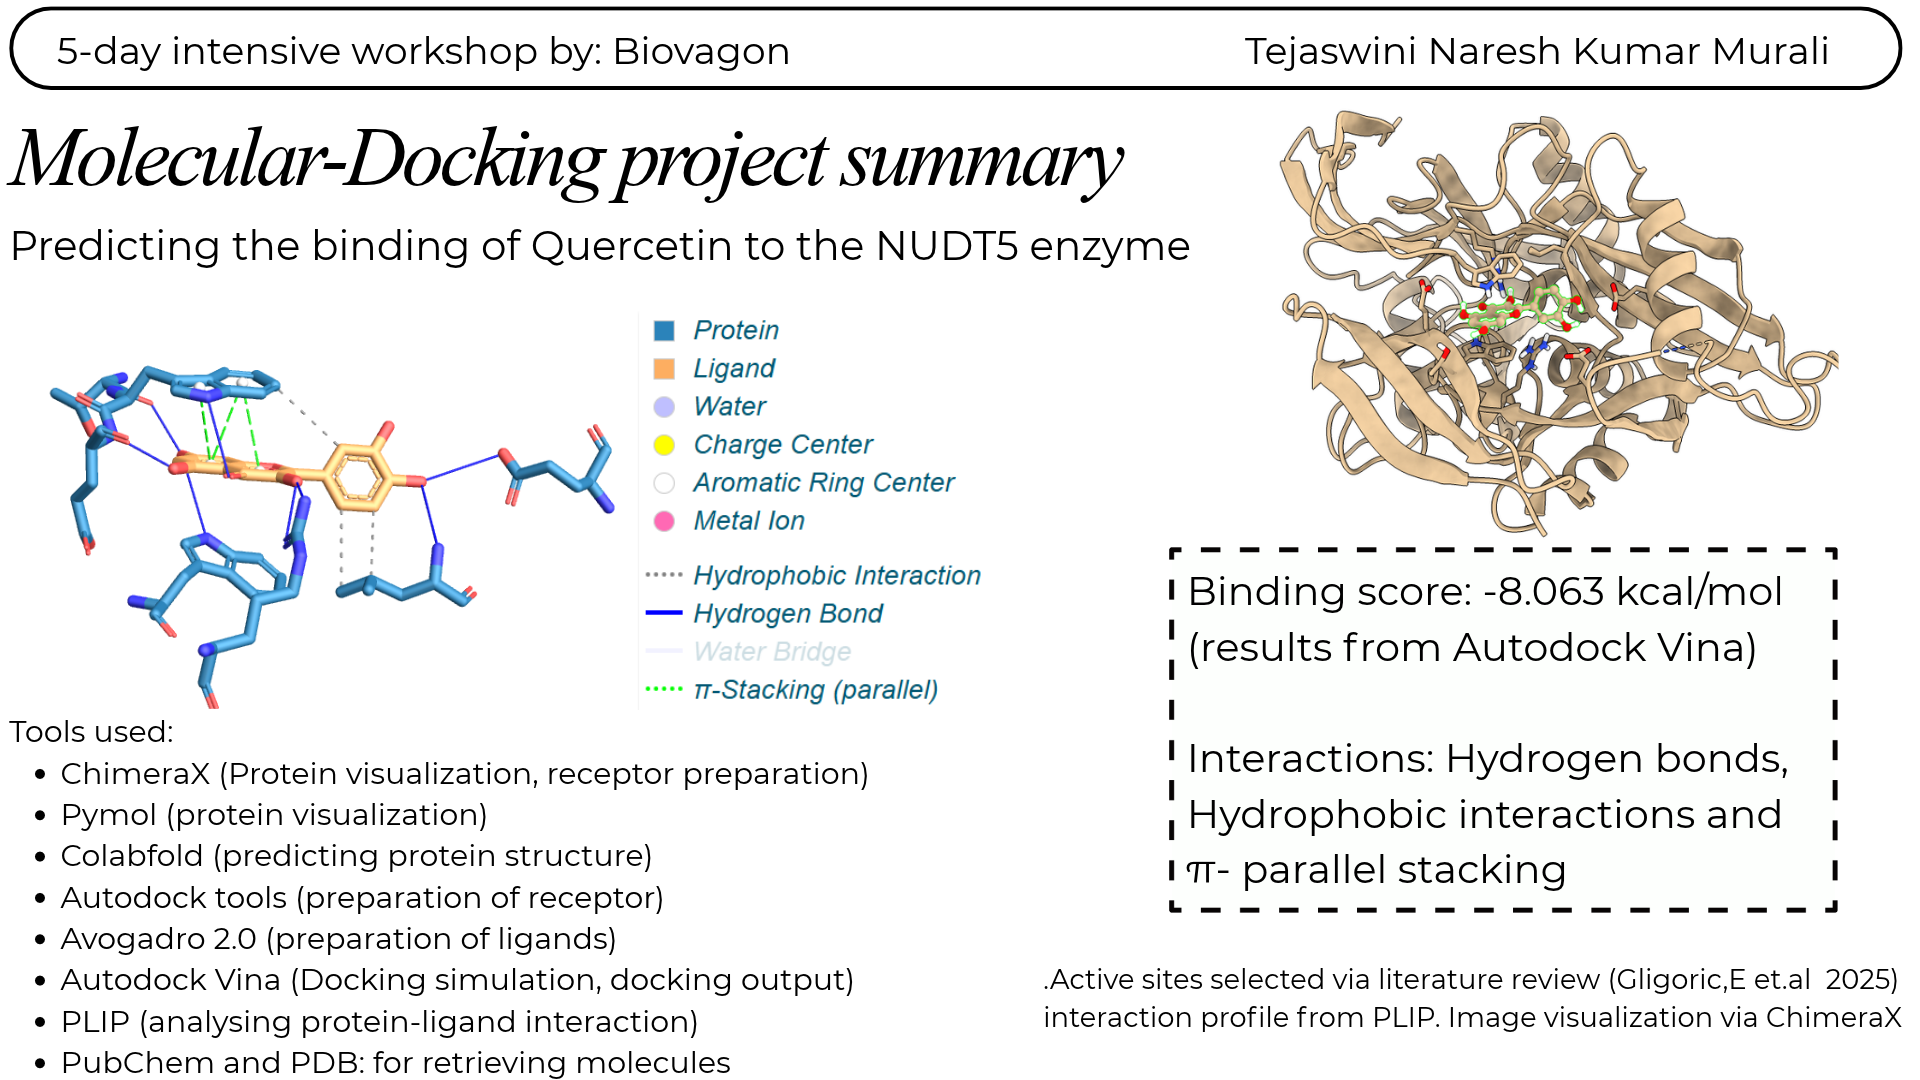 5-day intensive workshop by: Biovagon
Tejaswini Naresh Kumar Murali
Molecular-Docking project summary
Predicting the binding of Quercetin to the NUDT5 enzyme
Protein
Ligand
Water
Charge Center
Aromatic Ring Center
Metal Ion
Hydrophobic Interaction
Hydrogen Bond
Water Bridge
π-Stacking (parallel)
Binding score: -8.063 kcal/mol
(results from Autodock Vina)
Interactions: Hydrogen bonds,
Hydrophobic interactions and
π- parallel stacking
Tools used:
• ChimeraX (Protein visualization, receptor preparation)
• Pymol (protein visualization)
• Colabfold (predicting protein structure)
• Autodock tools (preparation of receptor)
• Avogadro 2.0 (preparation of ligands)
• Autodock Vina (Docking simulation, docking output)
• PLIP (analysing protein-ligand interaction)
• PubChem and PDB: for retrieving molecules
.Active sites selected via literature review (Gligoric,E et.al  2025)
interaction profile from PLIP. Image visualization via ChimeraX